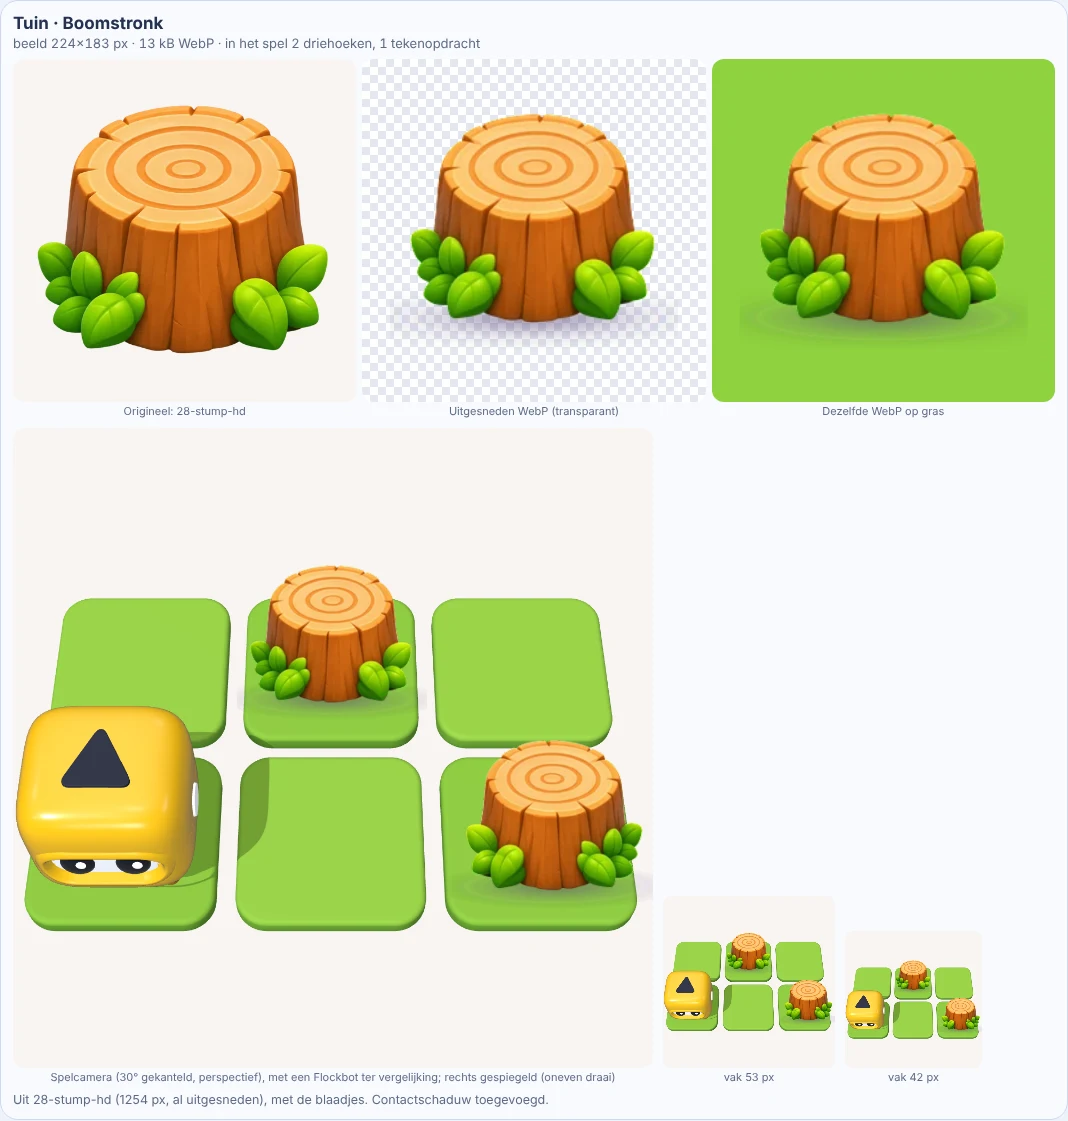 Tuin · Boomstronk
beeld 224×183 px · 13 kB WebP · in het spel 2 driehoeken, 1 tekenopdracht
Origineel: 28-stump-hd
Uitgesneden WebP (transparant)
Dezelfde WebP op gras
Spelcamera (30° gekanteld, perspectief), met een Flockbot ter vergelijking; rechts gespiegeld (oneven draai)
vak 53 px
vak 42 px
Uit 28-stump-hd (1254 px, al uitgesneden), met de blaadjes. Contactschaduw toegevoegd.